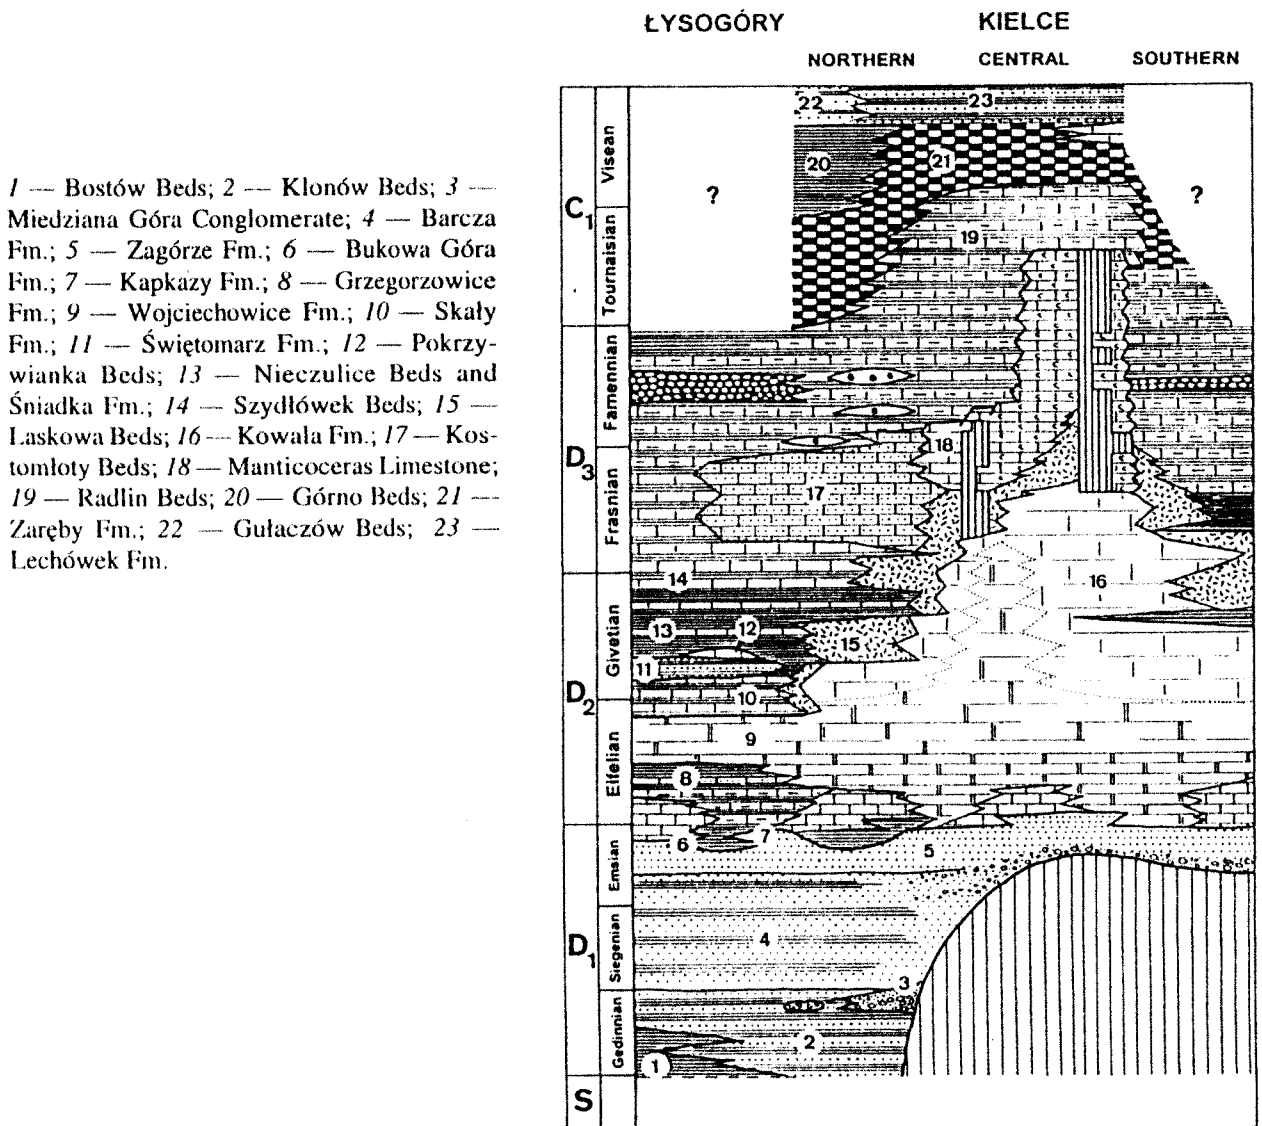 ŁYSOGÓRY KIELCE
NORTHERN CENTRAL SOUTHERN
1 — Bostów Beds; 2 — Klonów Beds; 3 —
Miedziana Góra Conglomerate; 4 — Barcza
Fm.; 5 — Zagórze Fm.; 6 — Bukowa Góra
Fm.; 7 — Kapkazy Fm.; 8 — Grzegorzowice
Fm.; 9 — Wojciechowice Fm.; 10 — Skały
Fm.; 11 — Świętomarz Fm.; 12 — Pokrzy-
wianka Beds; 13 — Nieczulice Beds and
Śniadka Fm.; 14 — Szydłówek Beds; 15 —
Laskowa Beds; 16 — Kowala Fm.; 17 — Kos-
tomłoty Beds; 18 — Manticoceras Limestone;
19 — Radlin Beds; 20 — Górno Beds; 21 —
Zaręby Fm.; 22 — Gułaczów Beds; 23 —
Lechówek Fm.
C1
D3
D2
D1
S
Visean
Tournaisian
Famennian
Frasnian
Givetian
Eifelian
Emsian
Siegenian
Gedinnian
22 23
20 21
? ?
19
18
17
14 16
13 12 15
11
10
9
8
7
6 5
4
3
2
1